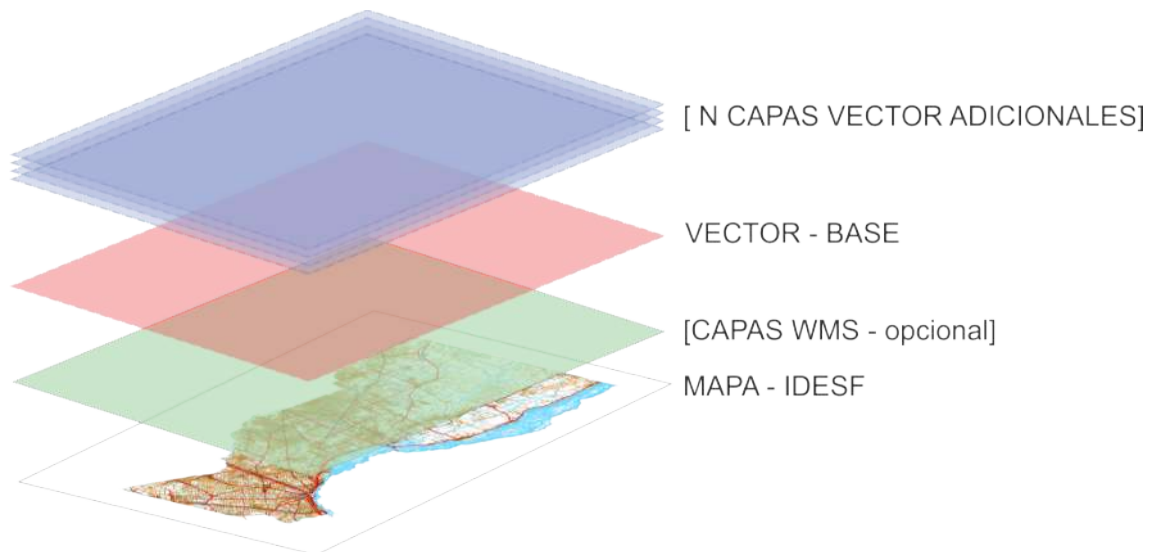 [ N CAPAS VECTOR ADICIONALES]
VECTOR - BASE
[CAPAS WMS - opcional]
MAPA - IDESF